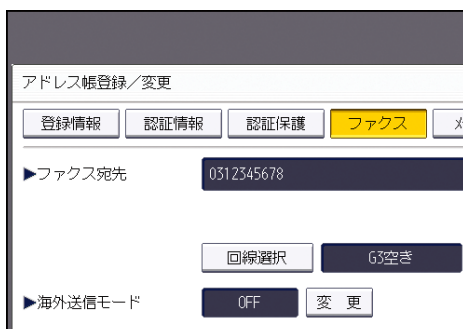 アドレス帳登録／変更
登録情報 認証情報 認証保護 ファクス
▶ファクス宛先 0312345678
回線選択 G3空き
▶海外送信モード OFF 変 更